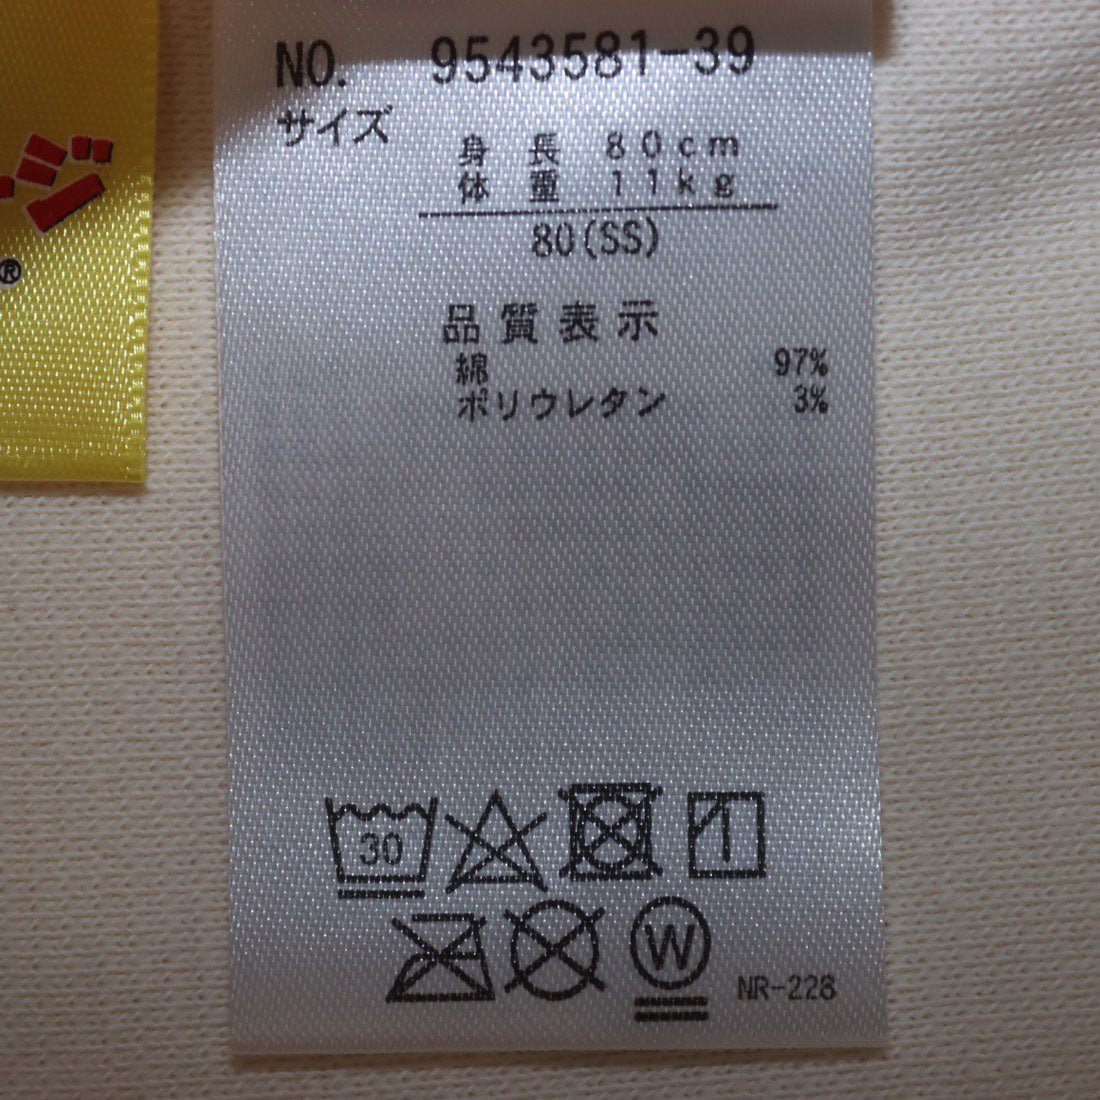 NO. 9543581-39
サイズ
身長 80cm
体重 11kg
80(SS)
品質表示
綿 97%
ポリウレタン 3%
30
W
NR-228
®